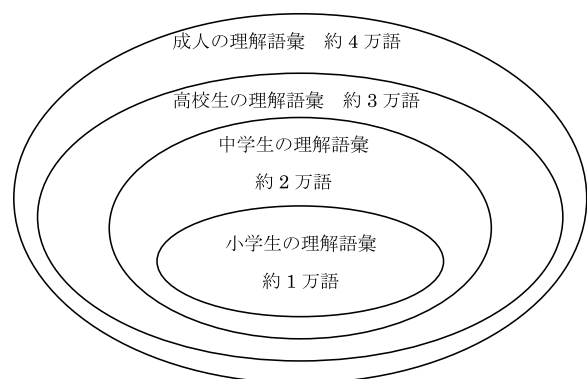 成人の理解語彙　約 4 万語
高校生の理解語彙　約 3 万語
中学生の理解語彙
約 2 万語
小学生の理解語彙
約 1 万語